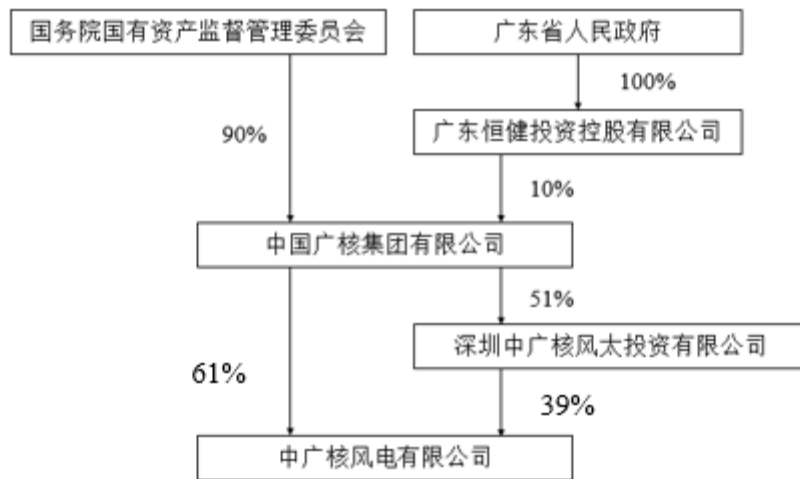 国务院国有资产监督管理委员会
广东省人民政府
100%
广东恒健投资控股有限公司
90%
10%
中国广核集团有限公司
51%
深圳中广核风太投资有限公司
61%
39%
中广核风电有限公司